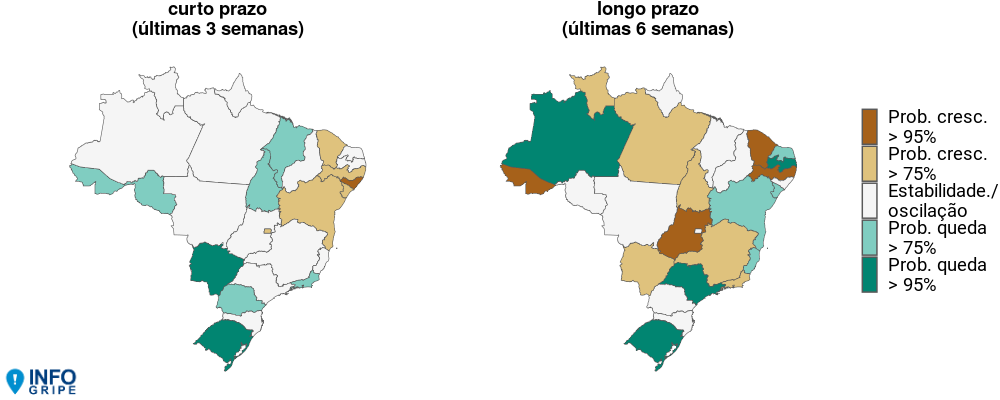 curto prazo
(últimas 3 semanas)
longo prazo
(últimas 6 semanas)
Prob. cresc.
> 95%
Prob. cresc.
> 75%
Estabilidade./
oscilação
Prob. queda
> 75%
Prob. queda
> 95%
INFO
GRIPE